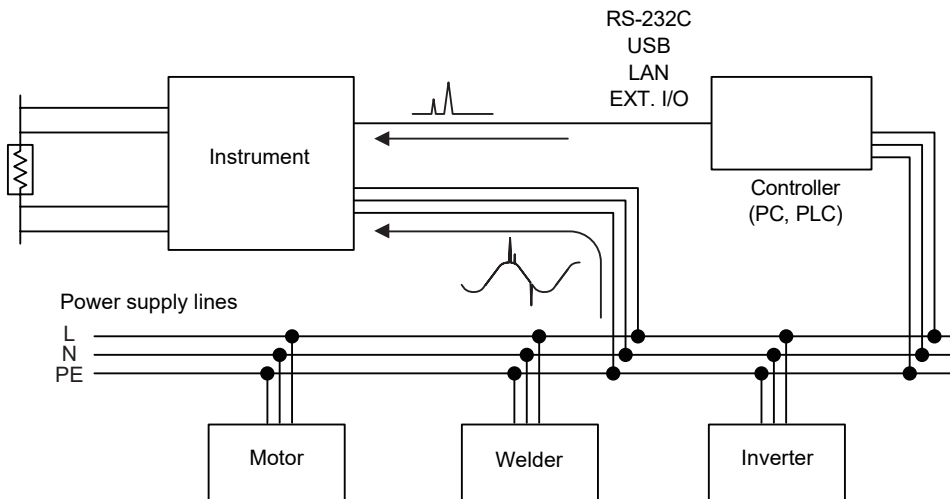 RS-232C
USB
LAN
EXT. I/O
Instrument
Controller
(PC, PLC)
Power supply lines
L
N
PE
Motor
Welder
Inverter